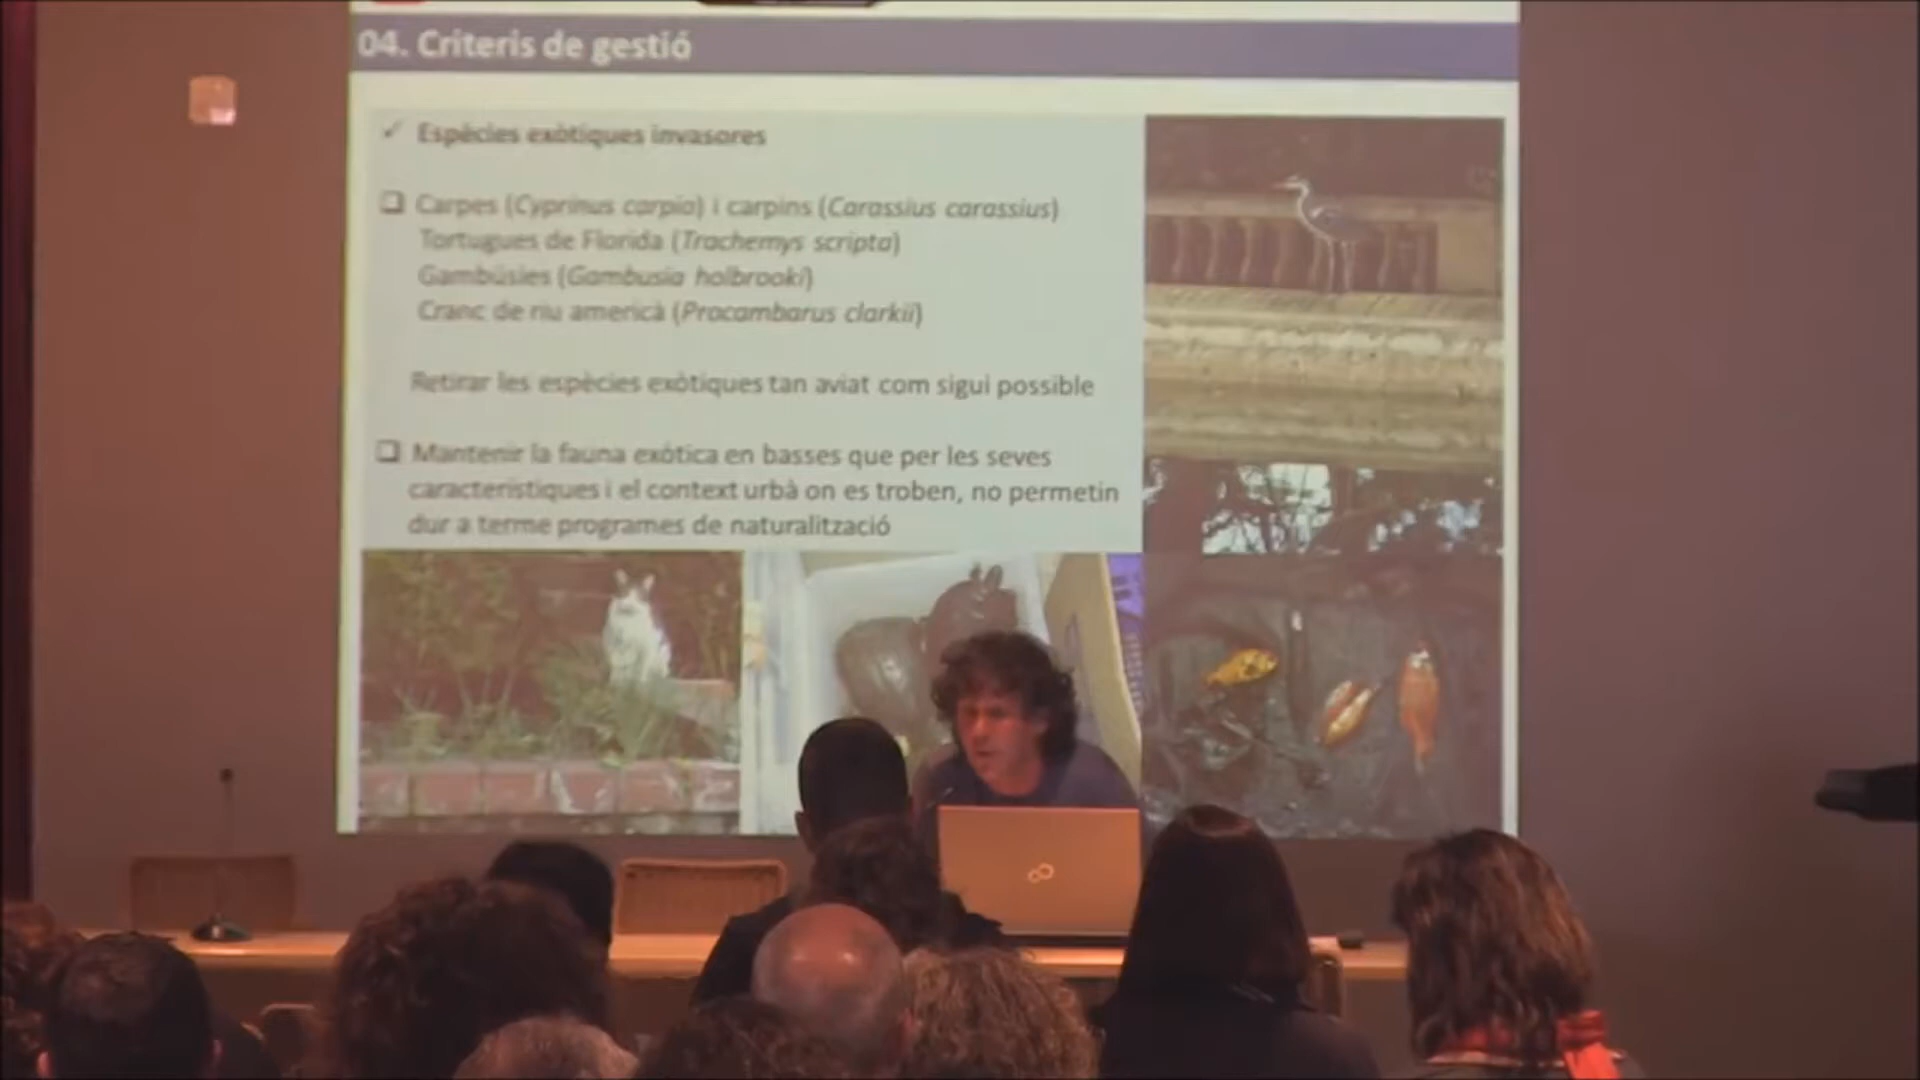 04. Criteris de gestió
✓ Espècies exòtiques invasores
❑ Carpes (Cyprinus carpio) i carpins (Carassius carassius)
Tortugues de Florida (Trachemys scripta)
Gambúsies (Gambusia holbrooki)
Cranc de riu americà (Procambarus clarkii)
Retirar les espècies exòtiques tan aviat com sigui possible
❑ Mantenir la fauna exòtica en basses que per les seves
característiques i el context urbà on es troben, no permetin
dur a terme programes de naturalització